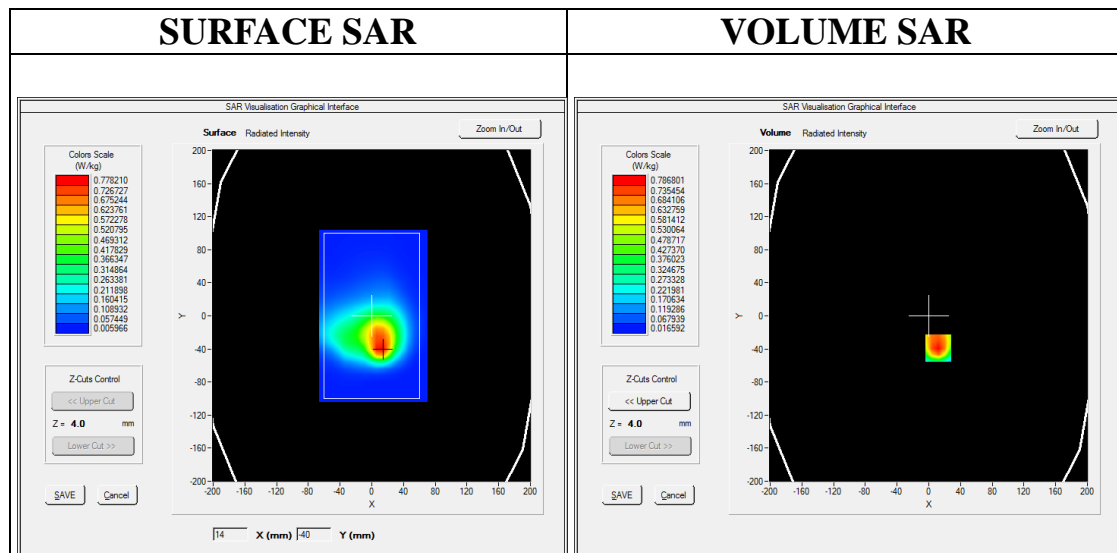 SURFACE SAR
VOLUME SAR
SAR Visualisation Graphical Interface
Surface Radiated Intensity
Zoom In/Out
Colors Scale
(W/kg)
0.778210
0.726727
0.675244
0.623761
0.572278
0.520795
0.469312
0.417829
0.366347
0.314864
0.263381
0.211898
0.160415
0.108932
0.057449
0.005966
Z-Cuts Control
<< Upper Cut
Z = 4.0 mm
Lower Cut >>
SAVE Cancel
200
160
120
80
40
0
-40
-80
-120
-160
-200
Y
-200 -160 -120 -80 -40 0 40 80 120 160 200
X
14 X (mm) -40 Y (mm)
SAR Visualisation Graphical Interface
Volume Radiated Intensity
Zoom In/Out
Colors Scale
(W/kg)
0.786801
0.735454
0.684106
0.632759
0.581412
0.530064
0.478717
0.427370
0.376023
0.324675
0.273328
0.221981
0.170634
0.119286
0.067939
0.016592
Z-Cuts Control
<< Upper Cut
Z = 4.0 mm
Lower Cut >>
SAVE Cancel
200
160
120
80
40
0
-40
-80
-120
-160
-200
Y
-200 -160 -120 -80 -40 0 40 80 120 160 200
X